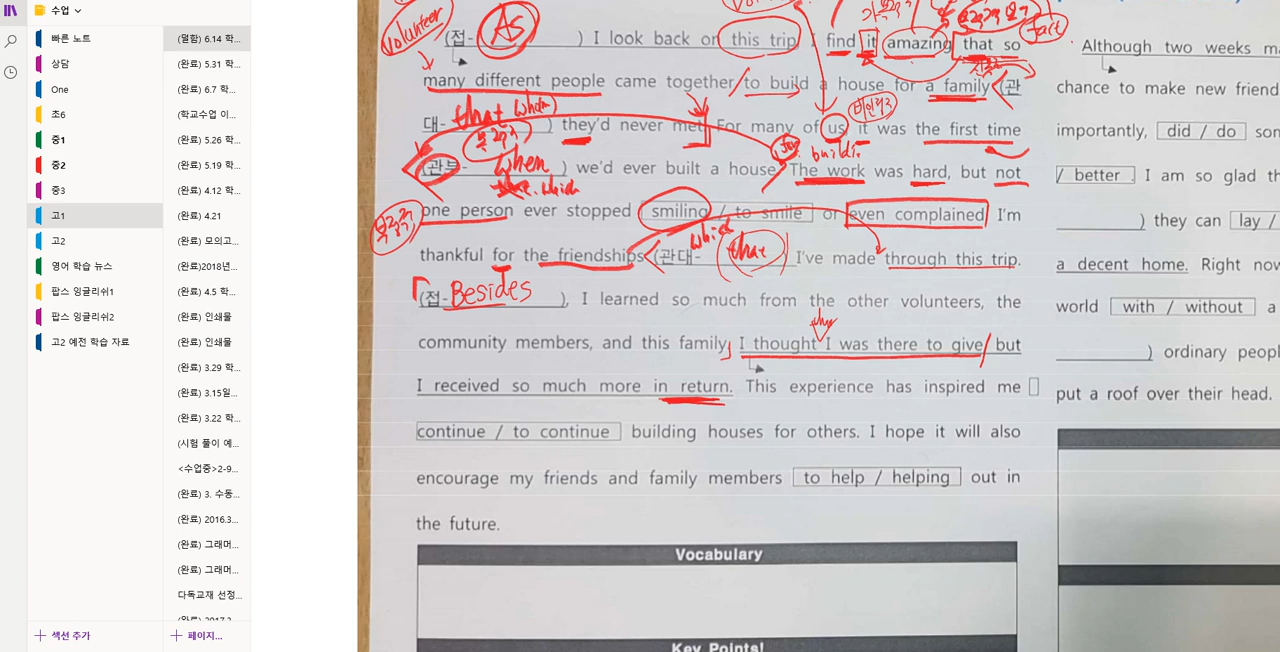 수업
빠른 노트
상담
One
초6
중1
중2
중3
고1
고2
영어 학습 뉴스
팝스 잉글리쉬1
팝스 잉글리쉬2
고2 예전 학습 자료
섹션 추가
(일함) 6.14 학...
(완료) 5.31 학...
(완료) 6.7 학...
(학교수업 이...
(완료) 5.26 학...
(완료) 5.19 학...
(완료) 4.12 학...
(완료) 4.21
(완료) 모의고...
(완료)2018년...
(완료) 4.5 학...
(완료) 인쇄물
(완료) 인쇄물
(완료) 3.29 학...
(완료) 3.15일...
(완료) 3.22 학...
(시험 풀이 예...
<수업중>2-9...
(완료) 3. 수동...
(완료) 2016.3...
(완료) 그래머...
(완료) 그래머...
다독교재 선정...
페이지...
volunteer
(접- As ) I look back on this trip I find it amazing that so
fact
many different people came together to build a house for a family (관
that whom
비인칭
대- ) they'd never met. For many of us, it was the first time
for building
(관부- when ) we'd ever built a house. The work was hard, but not
which
one person ever stopped smiling / to smile or even complained I'm
which
thankful for the friendships (관대- that ) I've made through this trip.
(접- Besides ), I learned so much from the other volunteers, the
community members, and this family, I thought I was there to give, but
I received so much more in return. This experience has inspired me
continue / to continue building houses for others. I hope it will also
encourage my friends and family members to help / helping out in
the future.
Vocabulary
Key Points!
Although two weeks ma
chance to make new friend
importantly, did / do som
/ better I am so glad th
) they can lay /
a decent home. Right now
world with / without a
) ordinary peopl
put a roof over their head.